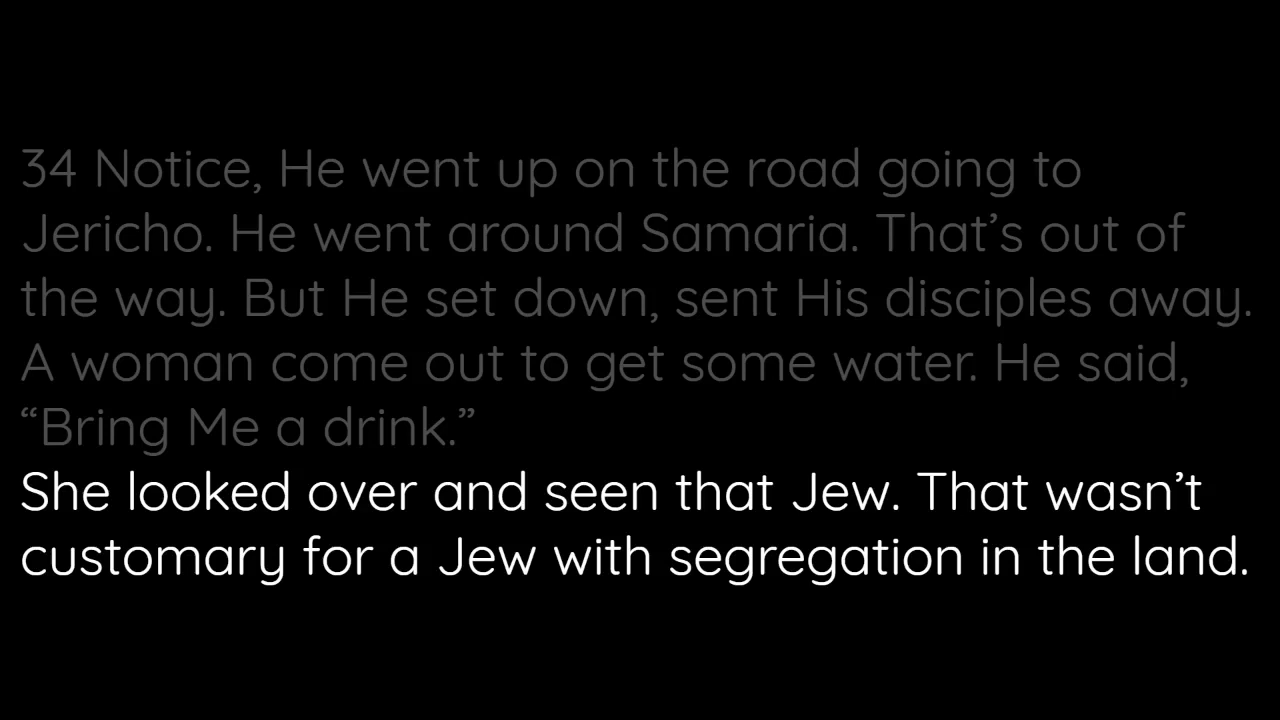 34 Notice, He went up on the road going to
Jericho. He went around Samaria. That’s out of
the way. But He set down, sent His disciples away.
A woman come out to get some water. He said,
“Bring Me a drink.”
She looked over and seen that Jew. That wasn’t
customary for a Jew with segregation in the land.